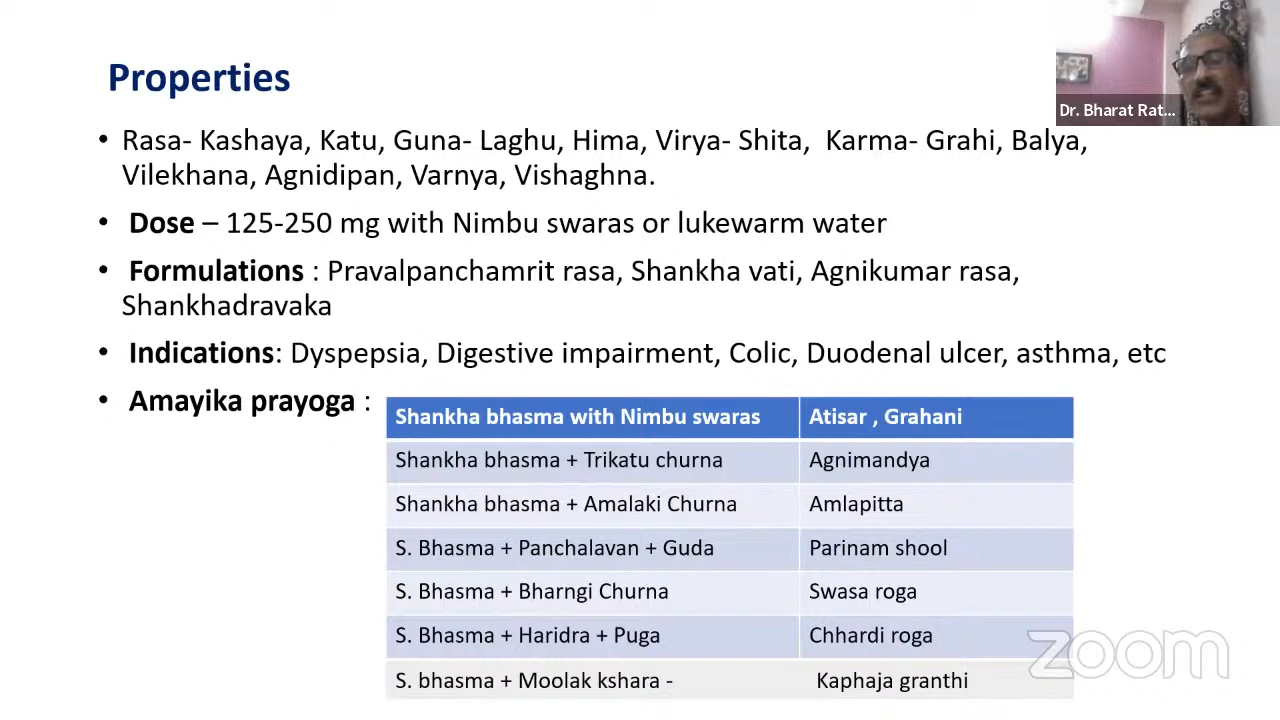 Properties
Dr. Bharat Rat...
• Rasa- Kashaya, Katu, Guna- Laghu, Hima, Virya- Shita, Karma- Grahi, Balya,
Vilekhana, Agnidipan, Varnya, Vishaghna.
• Dose – 125-250 mg with Nimbu swaras or lukewarm water
• Formulations : Pravalpanchamrit rasa, Shankha vati, Agnikumar rasa,
Shankhadravaka
• Indications: Dyspepsia, Digestive impairment, Colic, Duodenal ulcer, asthma, etc
• Amayika prayoga :
Shankha bhasma with Nimbu swaras Atisar , Grahani
Shankha bhasma + Trikatu churna Agnimandya
Shankha bhasma + Amalaki Churna Amlapitta
S. Bhasma + Panchalavan + Guda Parinam shool
S. Bhasma + Bharngi Churna Swasa roga
S. Bhasma + Haridra + Puga Chhardi roga
S. bhasma + Moolak kshara - Kaphaja granthi
zoom